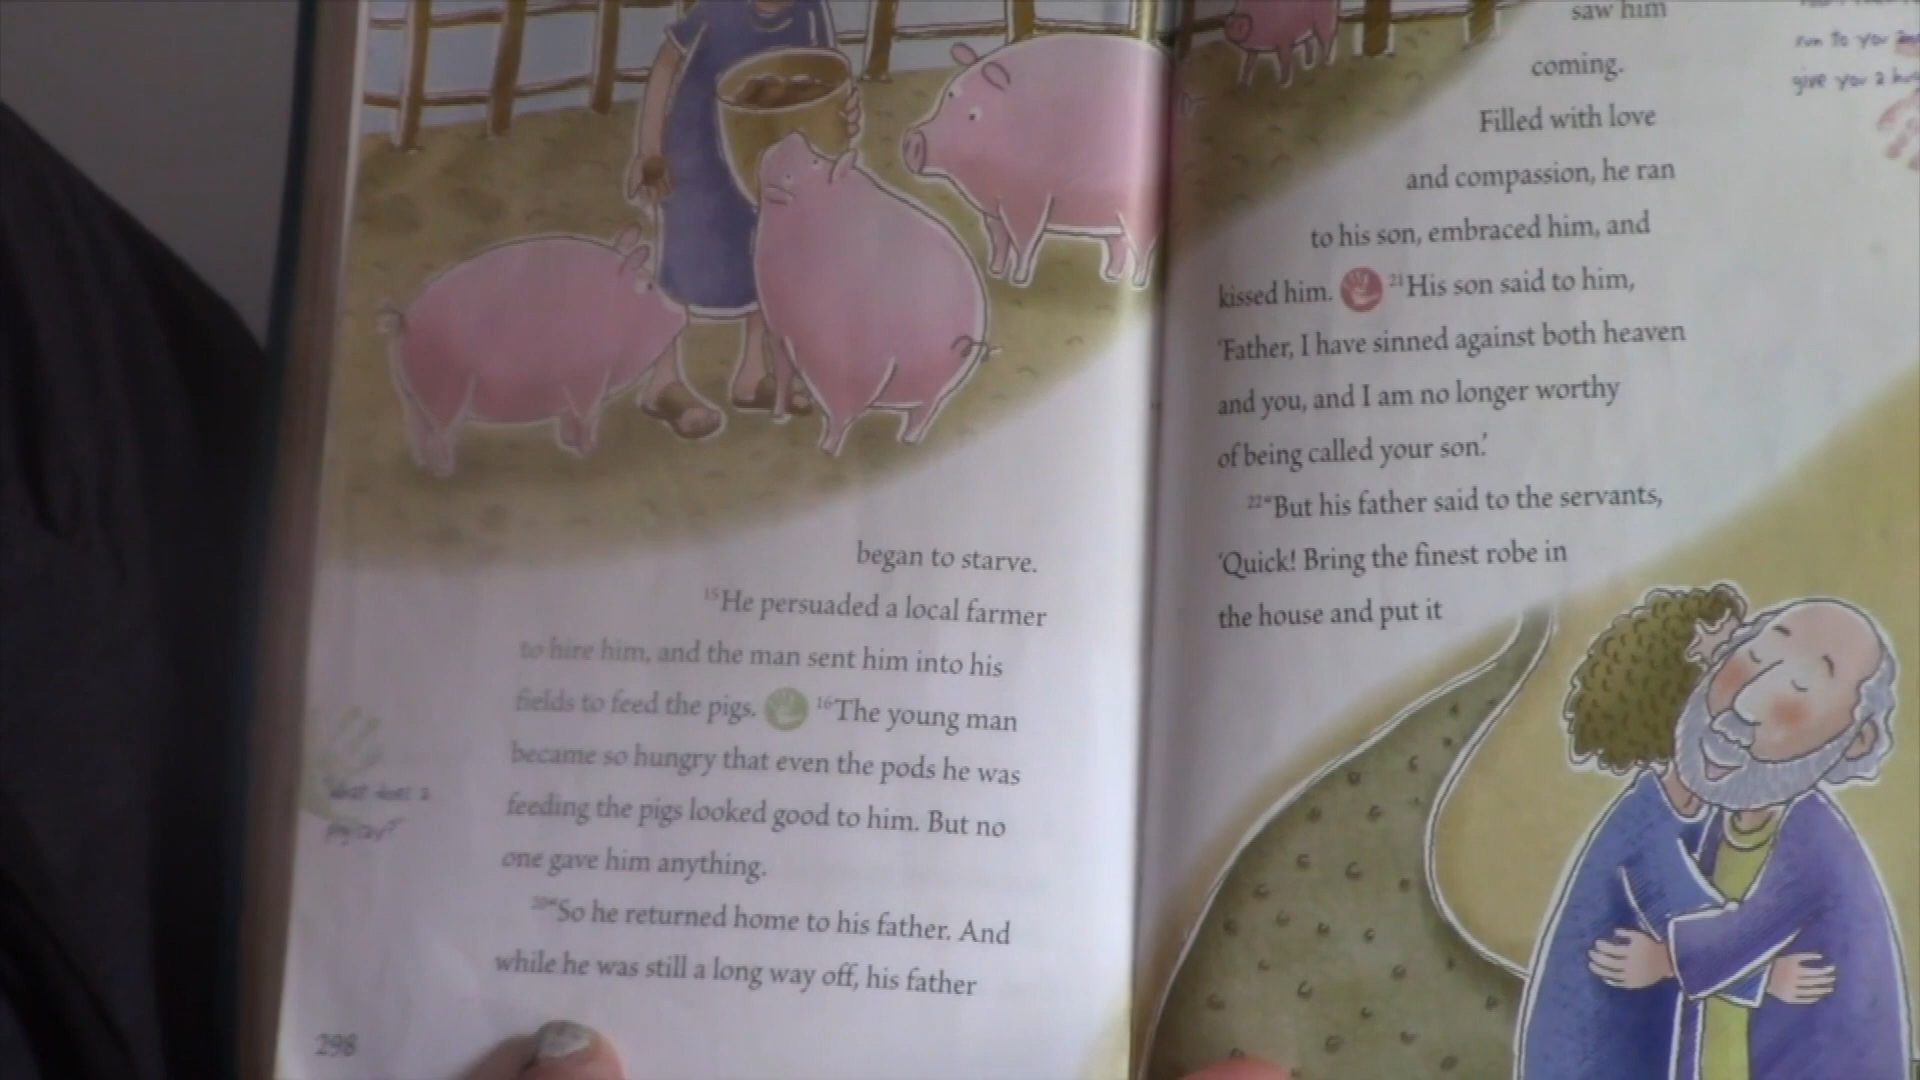 began to starve.
15He persuaded a local farmer
to hire him, and the man sent him into his
fields to feed the pigs. 16The young man
became so hungry that even the pods he was
feeding the pigs looked good to him. But no
one gave him anything.
20“So he returned home to his father. And
while he was still a long way off, his father
298
saw him
coming.
Filled with love
and compassion, he ran
to his son, embraced him, and
kissed him. 21His son said to him,
‘Father, I have sinned against both heaven
and you, and I am no longer worthy
of being called your son.’
22“But his father said to the servants,
‘Quick! Bring the finest robe in
the house and put it
run to you and
give you a